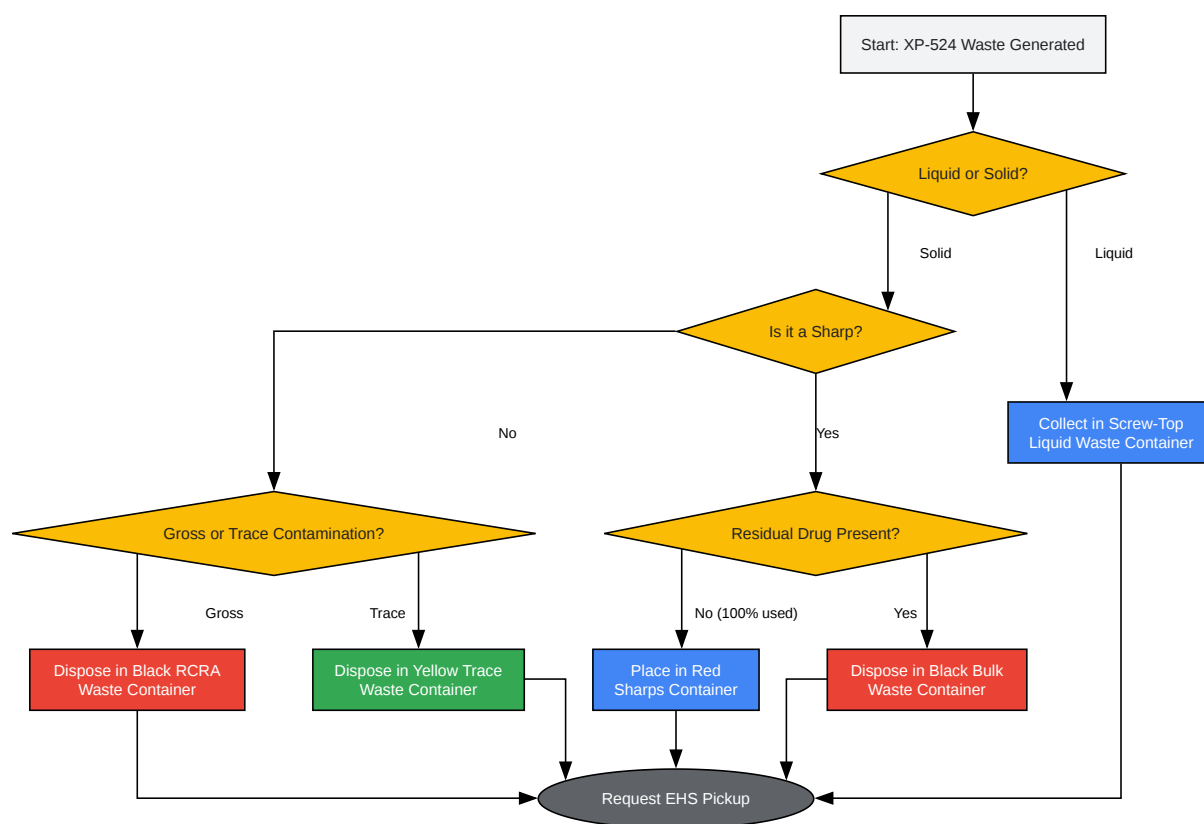 Start: XP-524 Waste Generated
Liquid or Solid?
Solid
Liquid
Is it a Sharp?
No
Yes
Collect in Screw-Top
Liquid Waste Container
Gross or Trace Contamination?
Residual Drug Present?
Gross
Trace
No (100% used)
Yes
Dispose in Black RCRA
Waste Container
Dispose in Yellow Trace
Waste Container
Place in Red
Sharps Container
Dispose in Black Bulk
Waste Container
Request EHS Pickup